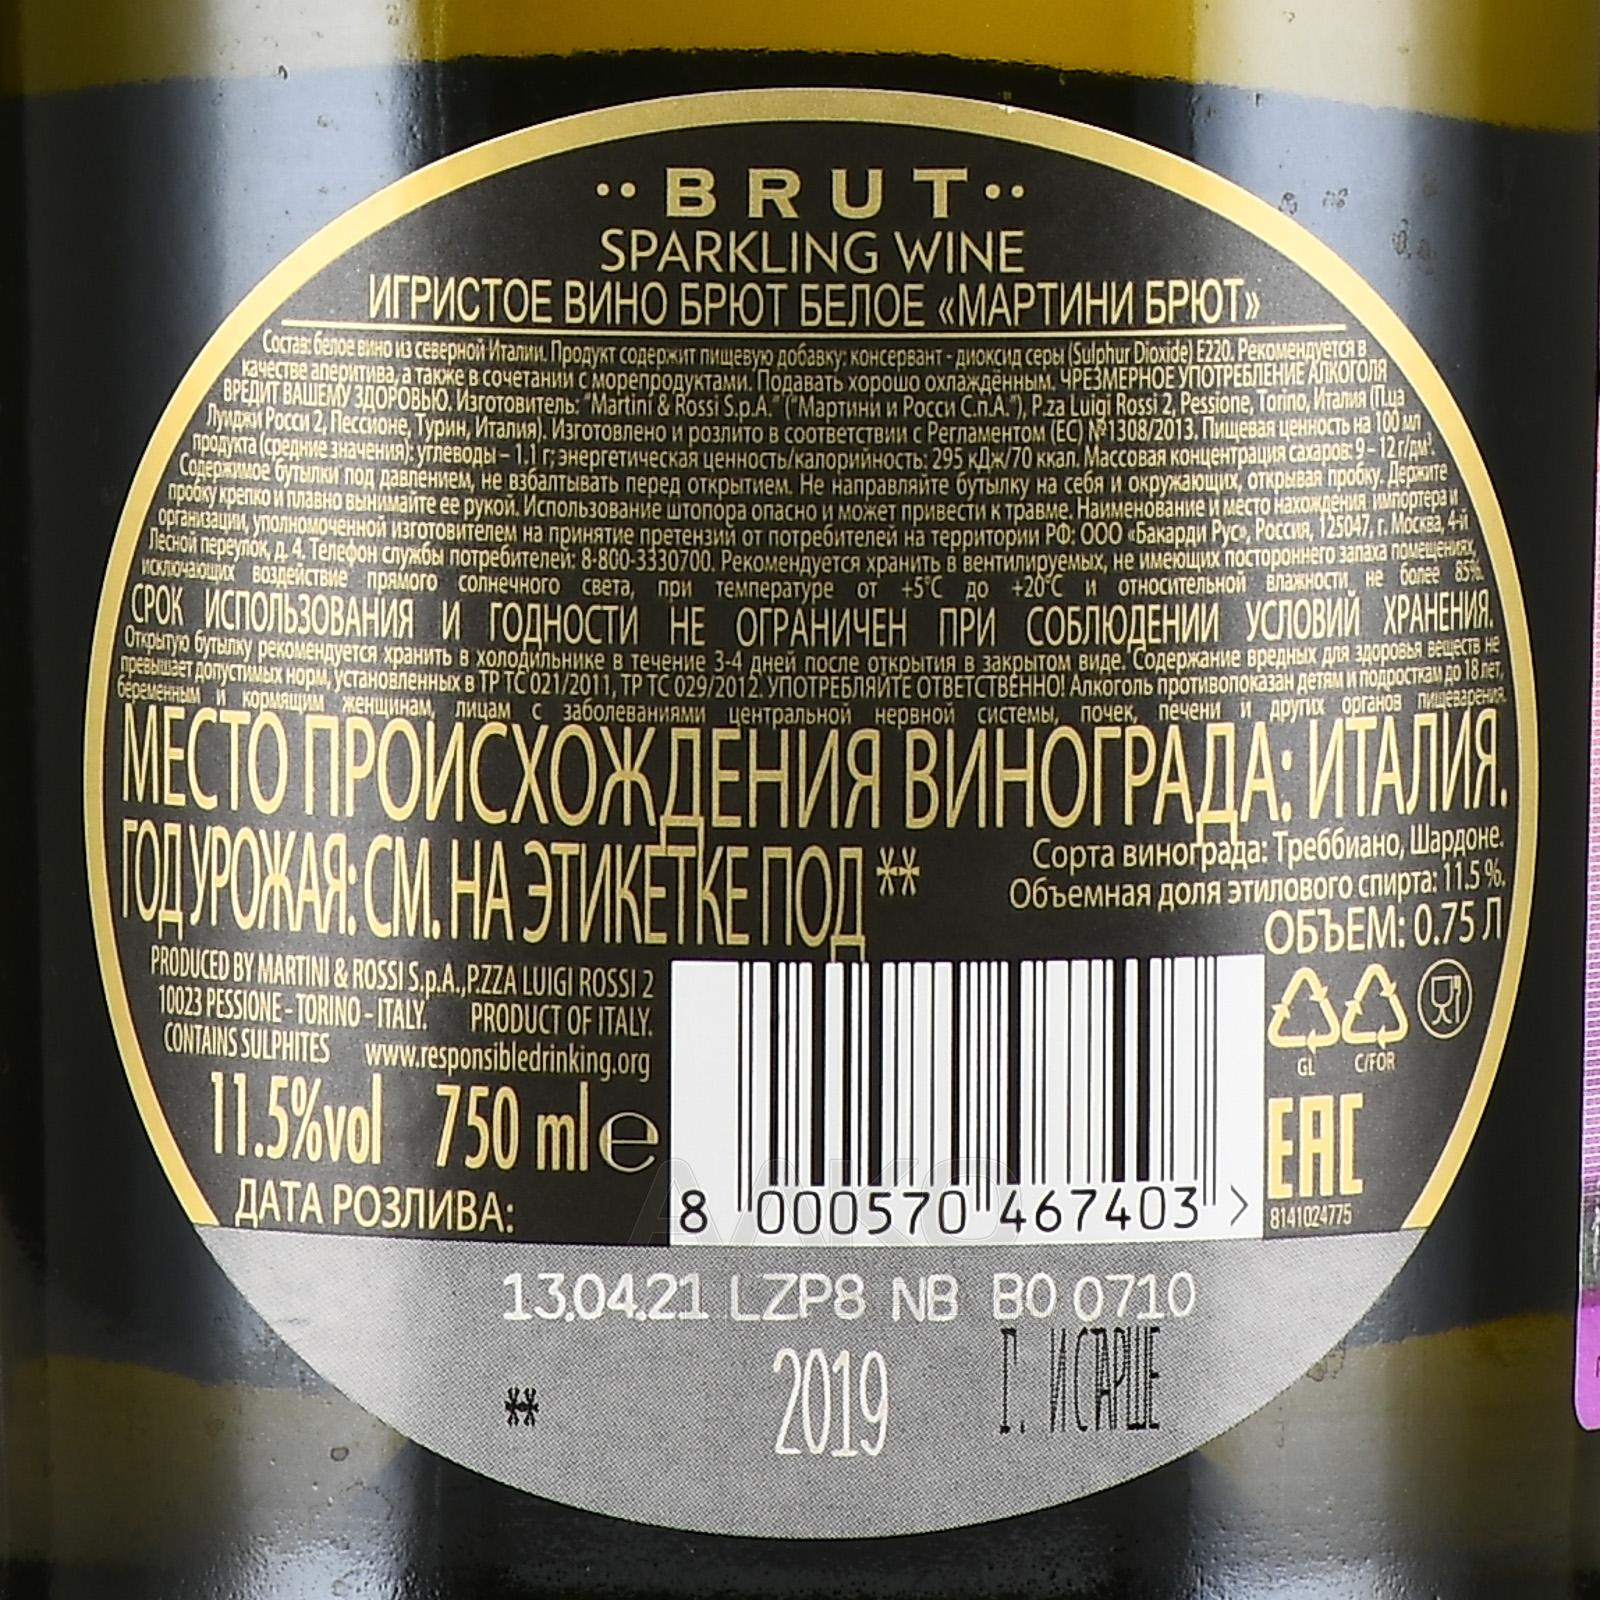 BRUT
SPARKLING WINE
ИГРИСТОЕ ВИНО БРЮТ БЕЛОЕ «МАРТИНИ БРЮТ»
Состав: белое вино из северной Италии. Продукт содержит пищевую добавку: консервант - диоксид серы (Sulphur Dioxide) E220. Рекомендуется в
качестве аперитива, а также в сочетании с морепродуктами. Подавать хорошо охлаждённым. ЧРЕЗМЕРНОЕ УПОТРЕБЛЕНИЕ АЛКОГОЛЯ
ВРЕДИТ ВАШЕМУ ЗДОРОВЬЮ. Изготовитель: "Martini & Rossi S.p.A." ("Мартини и Росси С.п.А."), P.za Luigi Rossi 2, Pessione, Torino, Италия (П.ца
Луиджи Росси 2, Пессионе, Турин, Италия). Изготовлено и розлито в соответствии с Регламентом (ЕС) №1308/2013. Пищевая ценность на 100 мл
продукта (средние значения): углеводы – 1.1 г; энергетическая ценность/калорийность: 295 кДж/70 ккал. Массовая концентрация сахаров: 9 – 12 г/дм³.
Содержимое бутылки под давлением, не взбалтывать перед открытием. Не направляйте бутылку на себя и окружающих, открывая пробку. Держите
пробку крепко и плавно вынимайте ее рукой. Использование штопора опасно и может привести к травме. Наименование и место нахождения импортера и
организации, уполномоченной изготовителем на принятие претензий от потребителей на территории РФ: ООО «Бакарди Рус», Россия, 125047, г. Москва, 4-й
Лесной переулок, д. 4. Телефон службы потребителей: 8-800-3330700. Рекомендуется хранить в вентилируемых, не имеющих постороннего запаха помещениях,
исключающих воздействие прямого солнечного света, при температуре от +5°C до +20°C и относительной влажности не более 85%.
СРОК ИСПОЛЬЗОВАНИЯ И ГОДНОСТИ НЕ ОГРАНИЧЕН ПРИ СОБЛЮДЕНИИ УСЛОВИЙ ХРАНЕНИЯ.
Открытую бутылку рекомендуется хранить в холодильнике в течение 3-4 дней после открытия в закрытом виде. Содержание вредных для здоровья веществ не
превышает допустимых норм, установленных в ТР ТС 021/2011, ТР ТС 029/2012. УПОТРЕБЛЯЙТЕ ОТВЕТСТВЕННО! Алкоголь противопоказан детям и подросткам до 18 лет,
беременным и кормящим женщинам, лицам с заболеваниями центральной нервной системы, почек, печени и других органов пищеварения.
МЕСТО ПРОИСХОЖДЕНИЯ ВИНОГРАДА: ИТАЛИЯ.
ГОД УРОЖАЯ: СМ. НА ЭТИКЕТКЕ ПОД **
Сорта винограда: Треббиано, Шардоне.
Объемная доля этилового спирта: 11.5 %.
ОБЪЕМ: 0.75 Л
PRODUCED BY MARTINI & ROSSI S.p.A., P.ZZA LUIGI ROSSI 2
10023 PESSIONE - TORINO - ITALY. PRODUCT OF ITALY.
CONTAINS SULPHITES www.responsibledrinking.org
11.5%vol 750 ml e
ДАТА РОЗЛИВА:
8 000570 467403 >
GL C/FOR
EAC
8141024775
13.04.21 LZP8 NB B0 0710
** 2019 Г. И СТАРШЕ
АЛКО